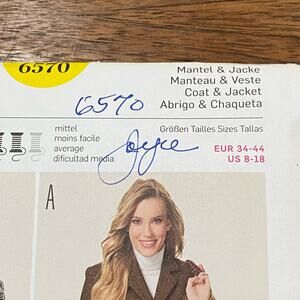 6570
Mantel & Jacke
Manteau & Veste
Coat & Jacket
Abrigo & Chaqueta
6570
mittel
moins facile
average
dificultad media
Joyce
Größen Tailles Sizes Tallas
EUR 34-44
US 8-18
A